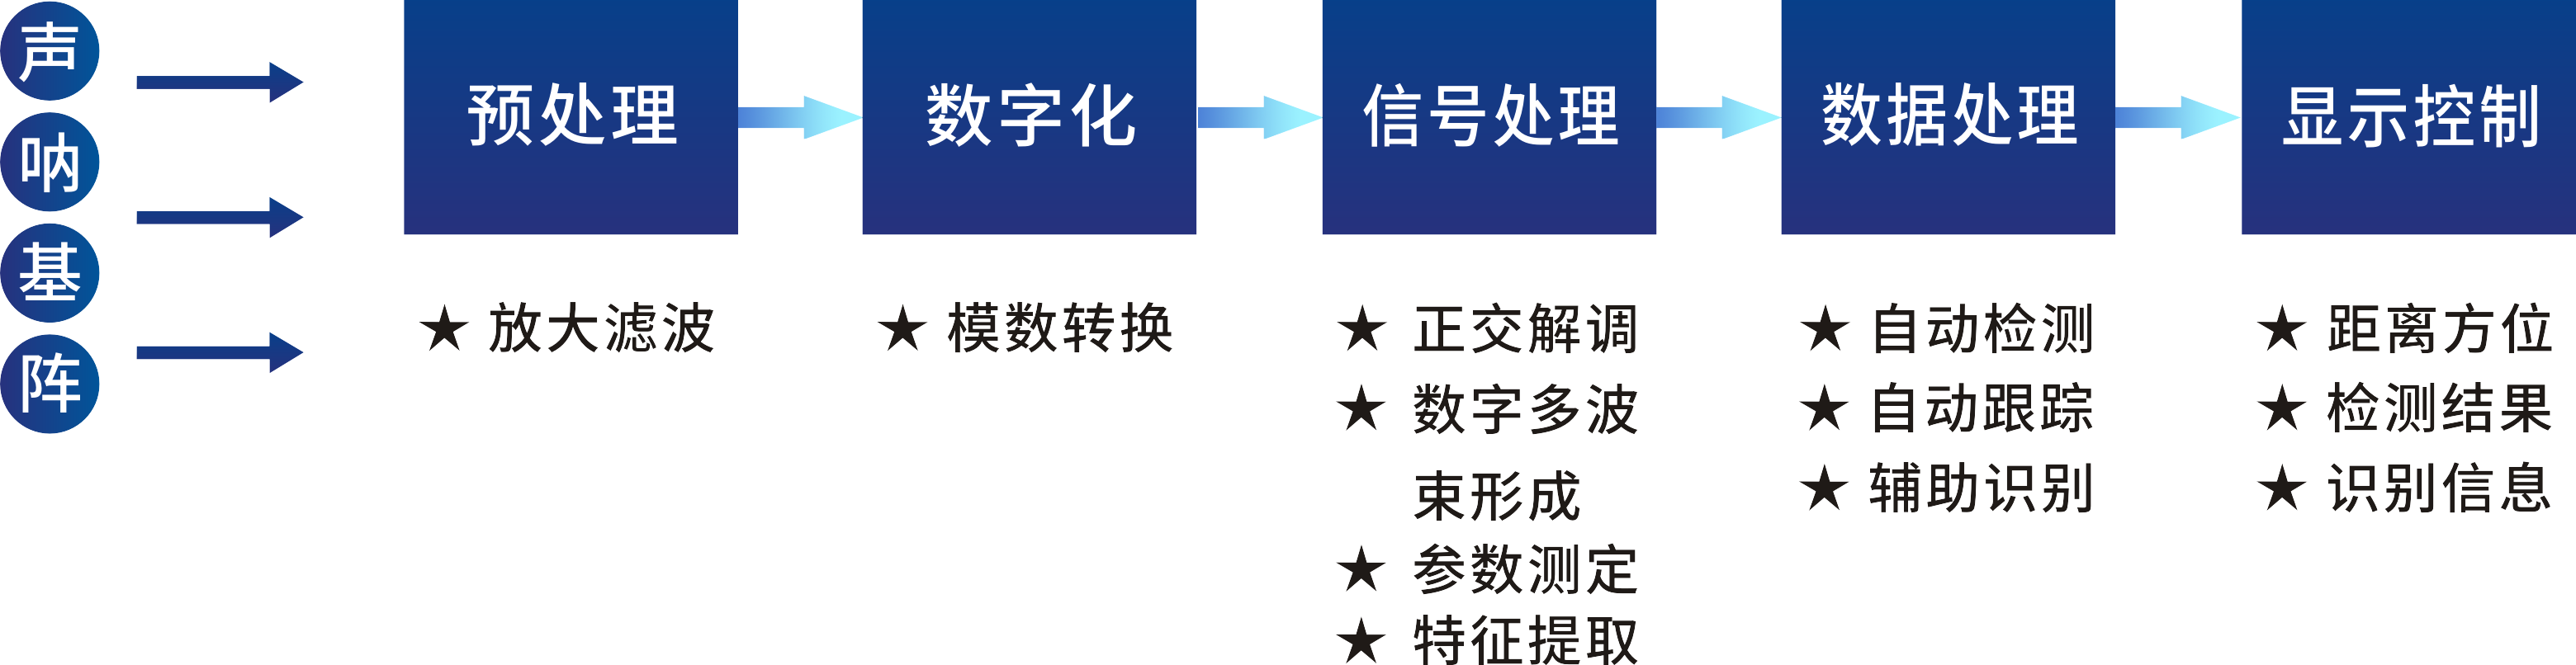 声
呐
基
阵
预处理
数字化
信号处理
数据处理
显示控制
★ 放大滤波
★ 模数转换
★ 正交解调
★ 数字多波
束形成
★ 参数测定
★ 特征提取
★ 自动检测
★ 自动跟踪
★ 辅助识别
★ 距离方位
★ 检测结果
★ 识别信息